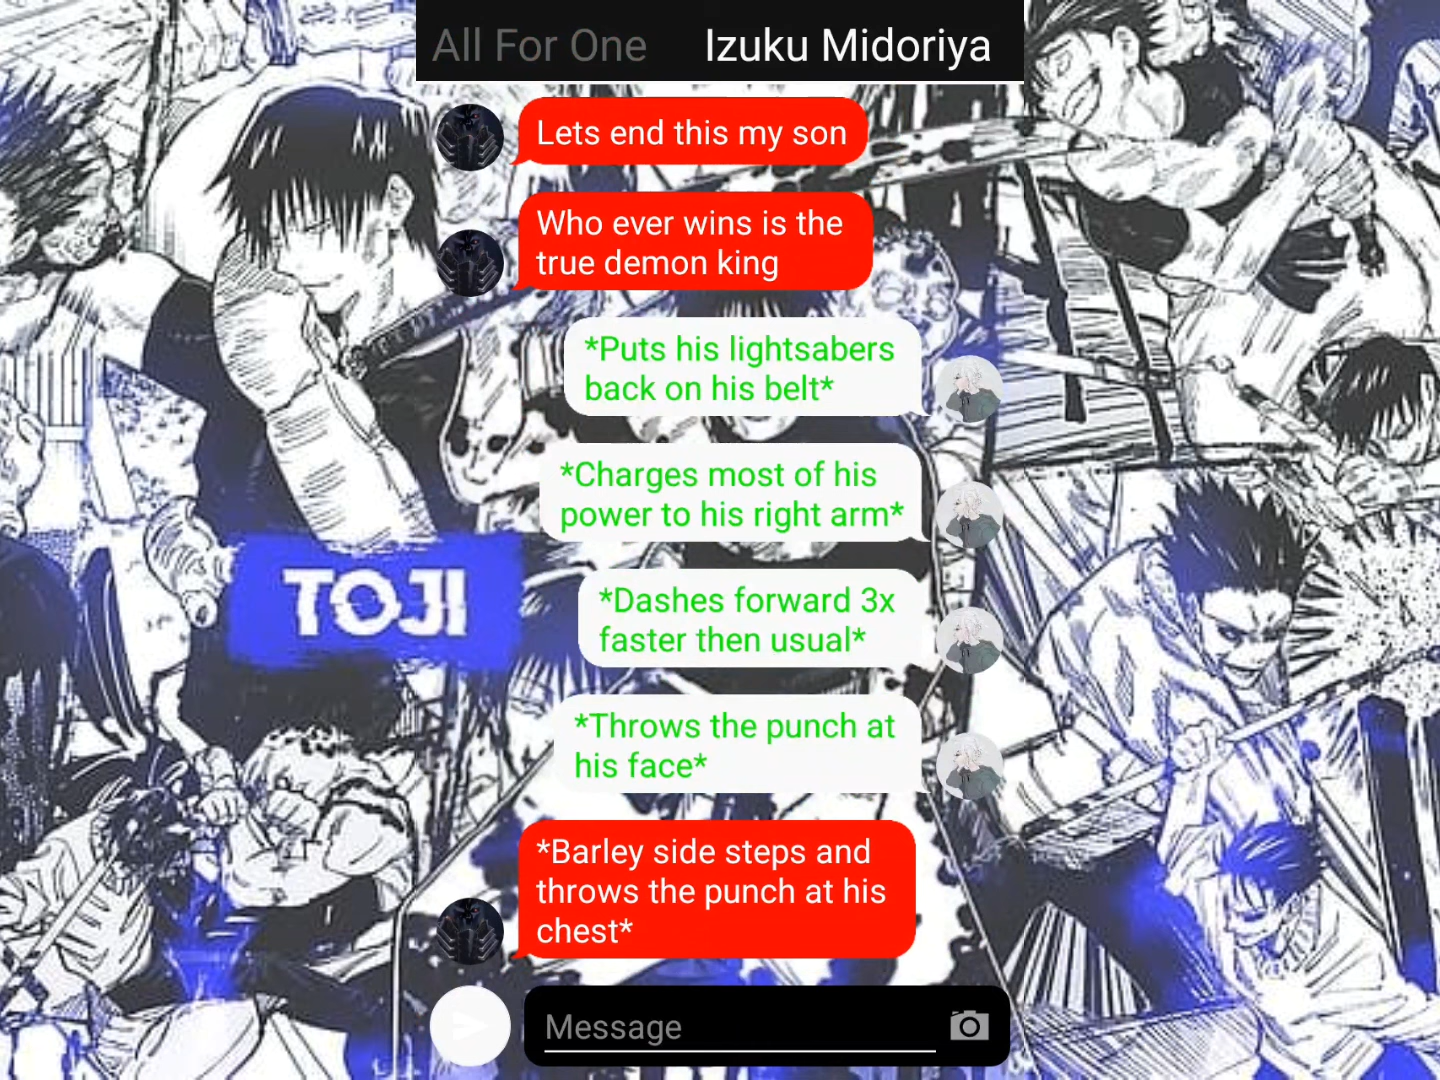 All For One Izuku Midoriya
Lets end this my son
Who ever wins is the
true demon king
*Puts his lightsabers
back on his belt*
*Charges most of his
power to his right arm*
*Dashes forward 3x
faster then usual*
*Throws the punch at
his face*
TOJI
*Barley side steps and
throws the punch at his
chest*
Message